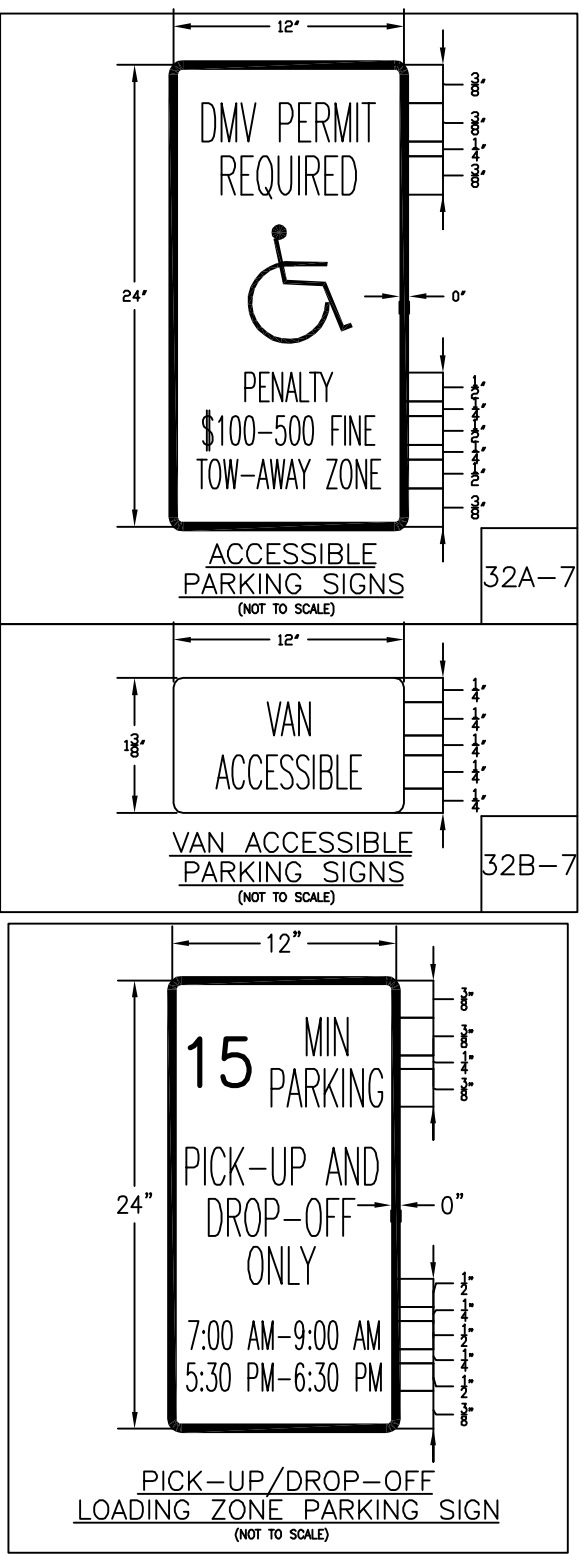 12"
3/8"
3/8"
1/4"
3/8"
DMV PERMIT
REQUIRED
24"
0"
PENALTY
$100-500 FINE
TOW-AWAY ZONE
1/2"
1/4"
1/2"
1/4"
1/2"
3/8"
ACCESSIBLE
PARKING SIGNS
(NOT TO SCALE)
32A-7
12"
1 3/8"
VAN
ACCESSIBLE
1/4"
1/4"
1/4"
1/4"
1/4"
VAN ACCESSIBLE
PARKING SIGNS
(NOT TO SCALE)
32B-7
12"
3/8"
3/8"
1/4"
3/8"
15 MIN
PARKING
24"
PICK-UP AND
DROP-OFF
ONLY
0"
7:00 AM-9:00 AM
5:30 PM-6:30 PM
1/2"
1/4"
1/2"
1/4"
1/2"
3/8"
PICK-UP/DROP-OFF
LOADING ZONE PARKING SIGN
(NOT TO SCALE)